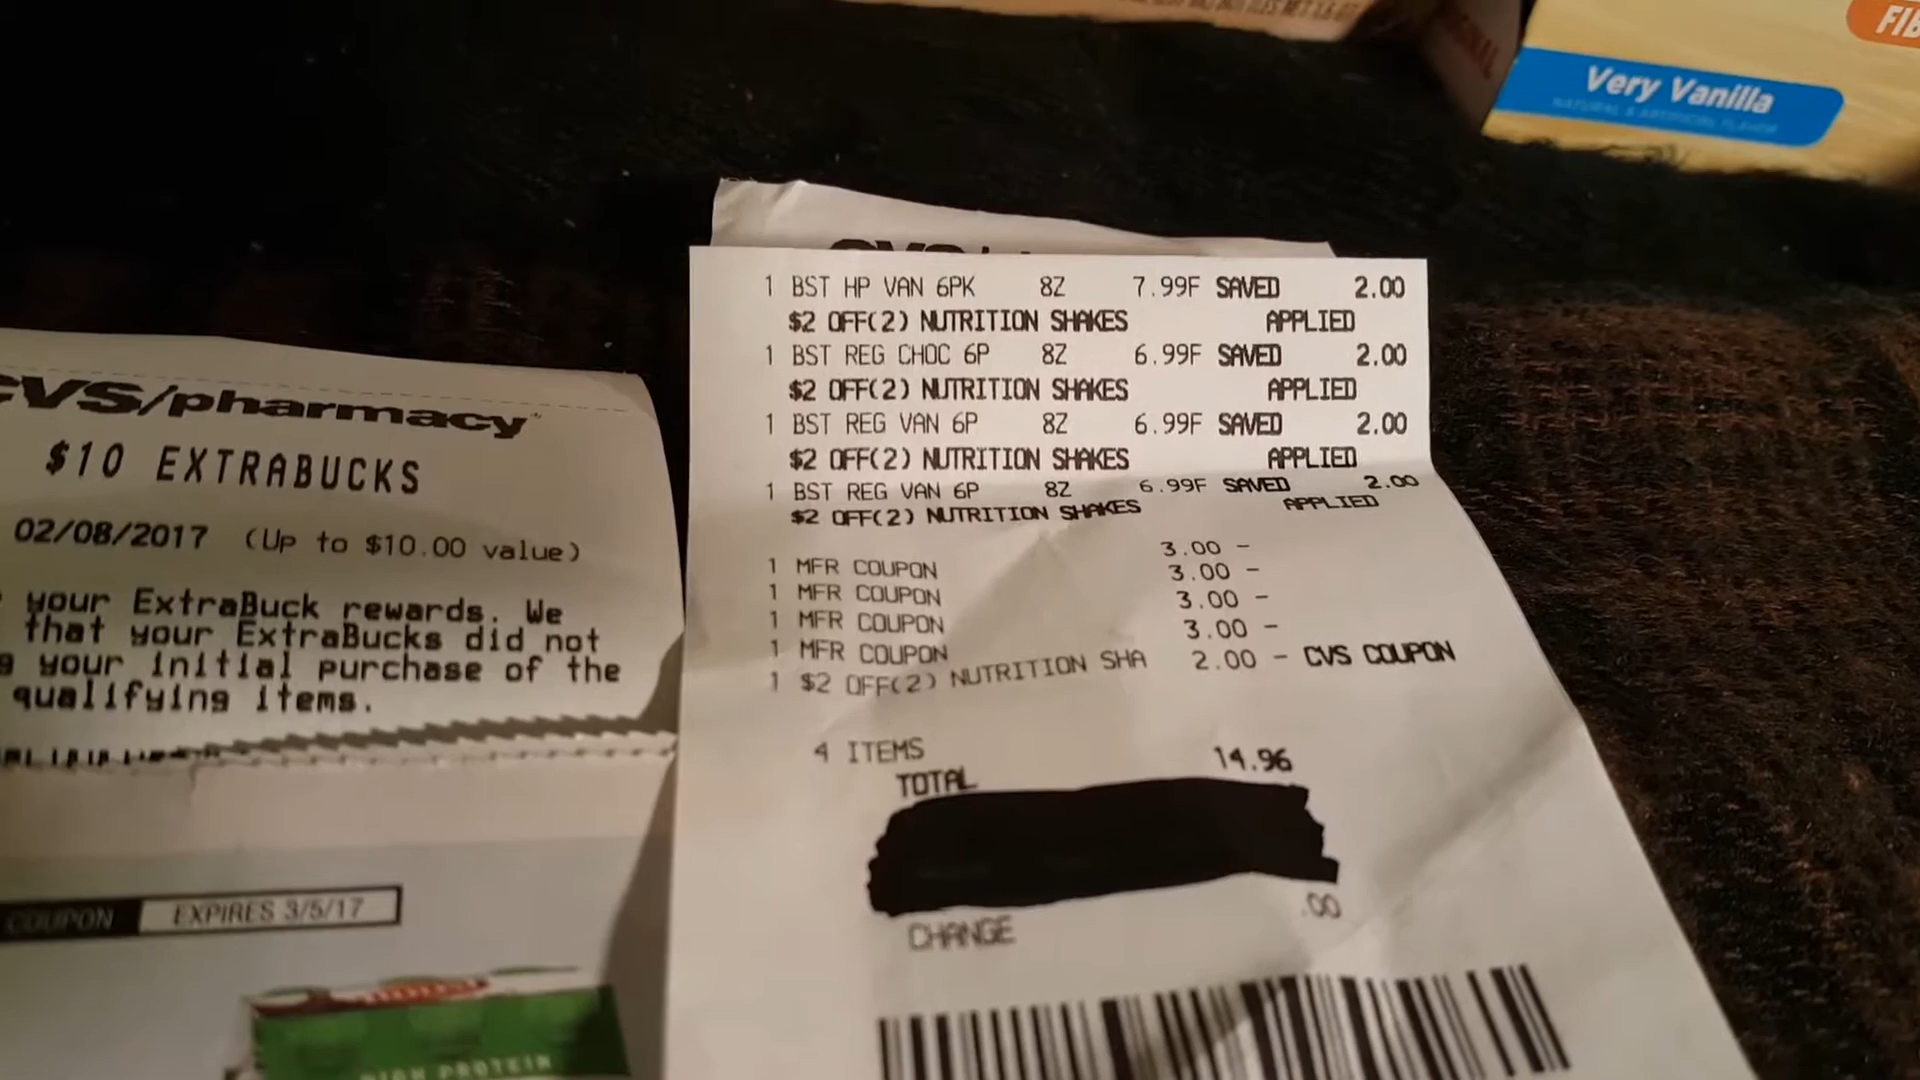 Very Vanilla
NATURAL & ARTIFICIAL FLAVOR
CVS/pharmacy
$10 EXTRABUCKS
02/08/2017 (Up to $10.00 value)
your ExtraBuck rewards. We
that your ExtraBucks did not
your initial purchase of the
qualifying items.
COUPON EXPIRES 3/5/17
HIGH PROTEIN
1 BST HP VAN 6PK 8Z 7.99F SAVED 2.00
$2 OFF(2) NUTRITION SHAKES APPLIED
1 BST REG CHOC 6P 8Z 6.99F SAVED 2.00
$2 OFF(2) NUTRITION SHAKES APPLIED
1 BST REG VAN 6P 8Z 6.99F SAVED 2.00
$2 OFF(2) NUTRITION SHAKES APPLIED
1 BST REG VAN 6P 8Z 6.99F SAVED 2.00
$2 OFF(2) NUTRITION SHAKES APPLIED
1 MFR COUPON 3.00 -
1 MFR COUPON 3.00 -
1 MFR COUPON 3.00 -
1 MFR COUPON 3.00 -
1 $2 OFF(2) NUTRITION SHA 2.00 - CVS COUPON
4 ITEMS
TOTAL 14.96
CHANGE .00